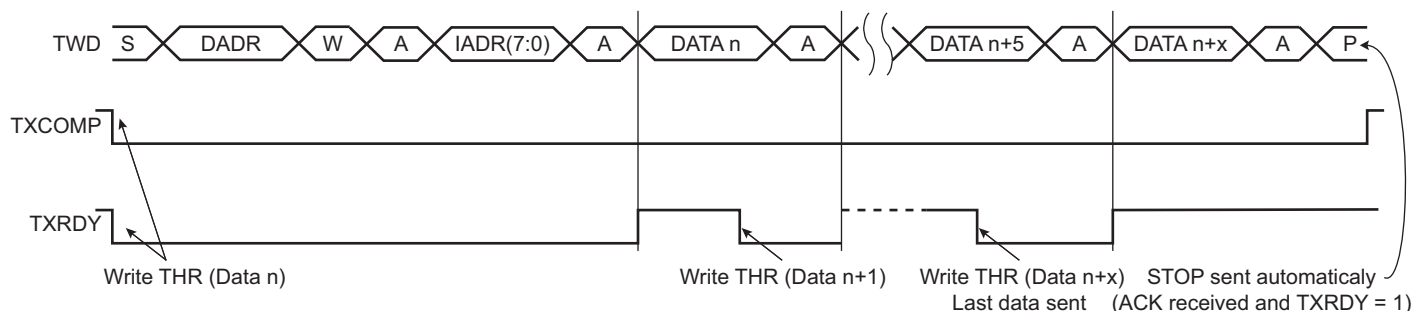 TWD S DADR W A IADR(7:0) A DATA n A DATA n+5 A DATA n+x A P
TXCOMP
TXRDY
Write THR (Data n) Write THR (Data n+1) Write THR (Data n+x) STOP sent automaticaly
Last data sent (ACK received and TXRDY = 1)